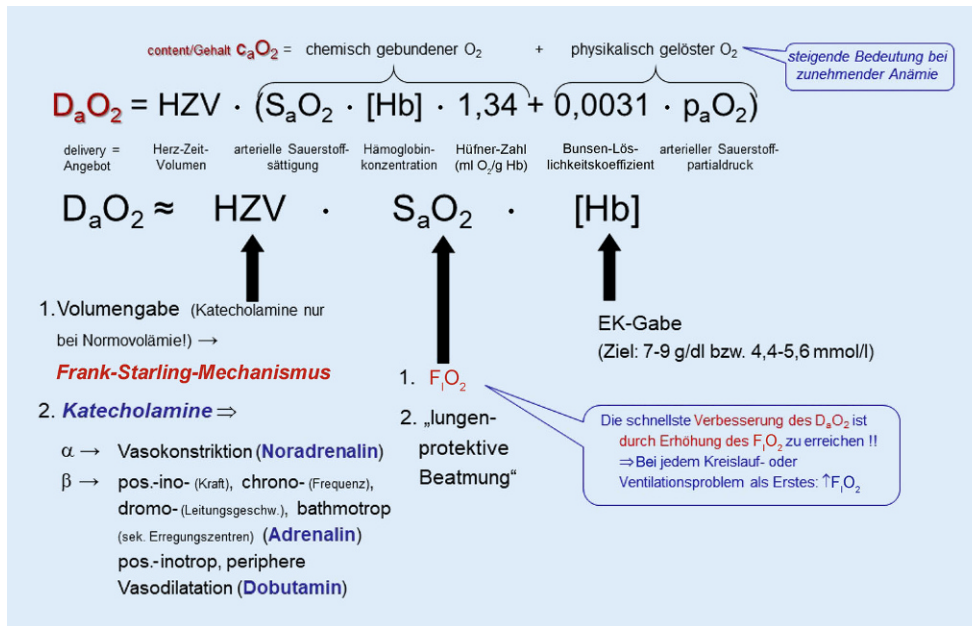 content/Gehalt CaO2 = chemisch gebundener O2 + physikalisch gelöster O2
steigende Bedeutung bei
zunehmender Anämie
DaO2 = HZV · (SaO2 · [Hb] · 1,34 + 0,0031 · paO2)
delivery = Angebot
Herz-Zeit-Volumen
arterielle Sauerstoff-sättigung
Hämoglobin-konzentration
Hüfner-Zahl (ml O2/g Hb)
Bunsen-Lös-lichkeitskoeffizient
arterieller Sauerstoff-partialdruck
DaO2 ≈ HZV · SaO2 · [Hb]
1. Volumengabe (Katecholamine nur
bei Normovolämie!) →
Frank-Starling-Mechanismus
2. Katecholamine ⇒
α → Vasokonstriktion (Noradrenalin)
β → pos.-ino- (Kraft), chrono- (Frequenz),
dromo- (Leitungsgeschw.), bathmotrop
(sek. Erregungszentren) (Adrenalin)
pos.-inotrop, periphere
Vasodilatation (Dobutamin)
1. FIO2
2. „lungen-
protektive
Beatmung“
EK-Gabe
(Ziel: 7-9 g/dl bzw. 4,4-5,6 mmol/l)
Die schnellste Verbesserung des DaO2 ist
durch Erhöhung des FIO2 zu erreichen !!
⇒ Bei jedem Kreislauf- oder
Ventilationsproblem als Erstes: ↑FIO2